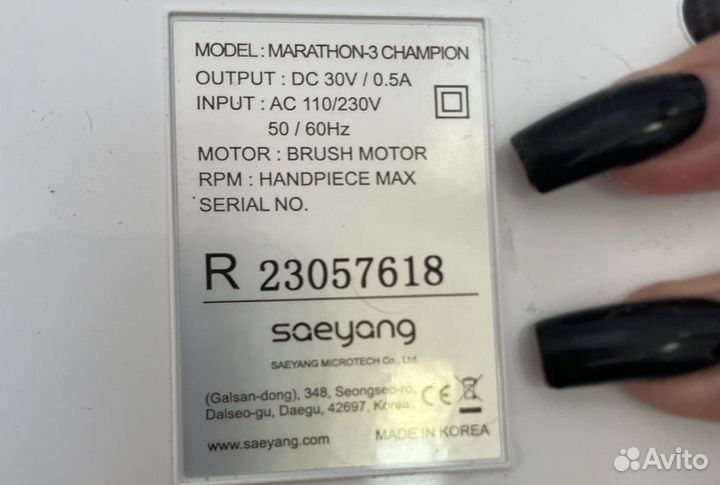 MODEL : MARATHON-3 CHAMPION
OUTPUT : DC 30V / 0.5A
INPUT : AC 110/230V
50 / 60Hz
MOTOR : BRUSH MOTOR
RPM : HANDPIECE MAX
SERIAL NO.
R 23057618
saeyang
SAEYANG MICROTECH Co., Ltd.
(Galsan-dong), 348, Seongseo-ro,
Dalseo-gu, Daegu, 42697, Korea
CE
www.saeyang.com
MADE IN KOREA
Avito